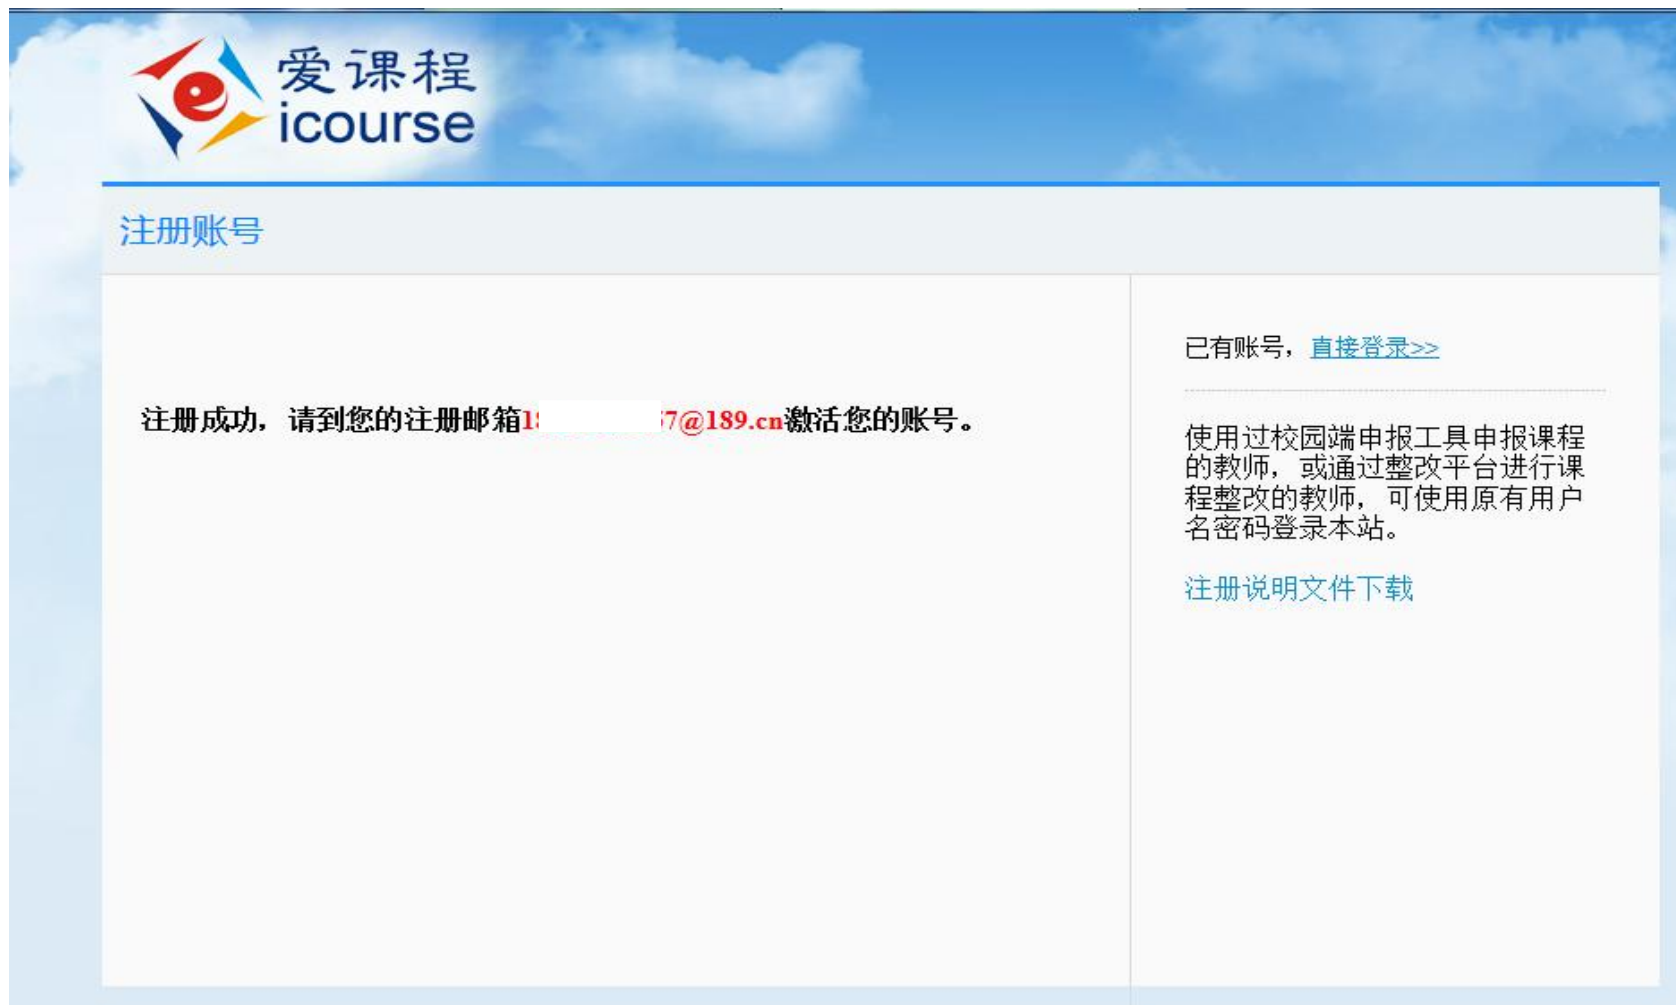 爱课程
icourse
注册账号
注册成功，请到您的注册邮箱1 7@189.cn激活您的账号。
已有账号，直接登录>>
使用过校园端申报工具申报课程
的教师，或通过整改平台进行课
程整改的教师，可使用原有用户
名密码登录本站。
注册说明文件下载